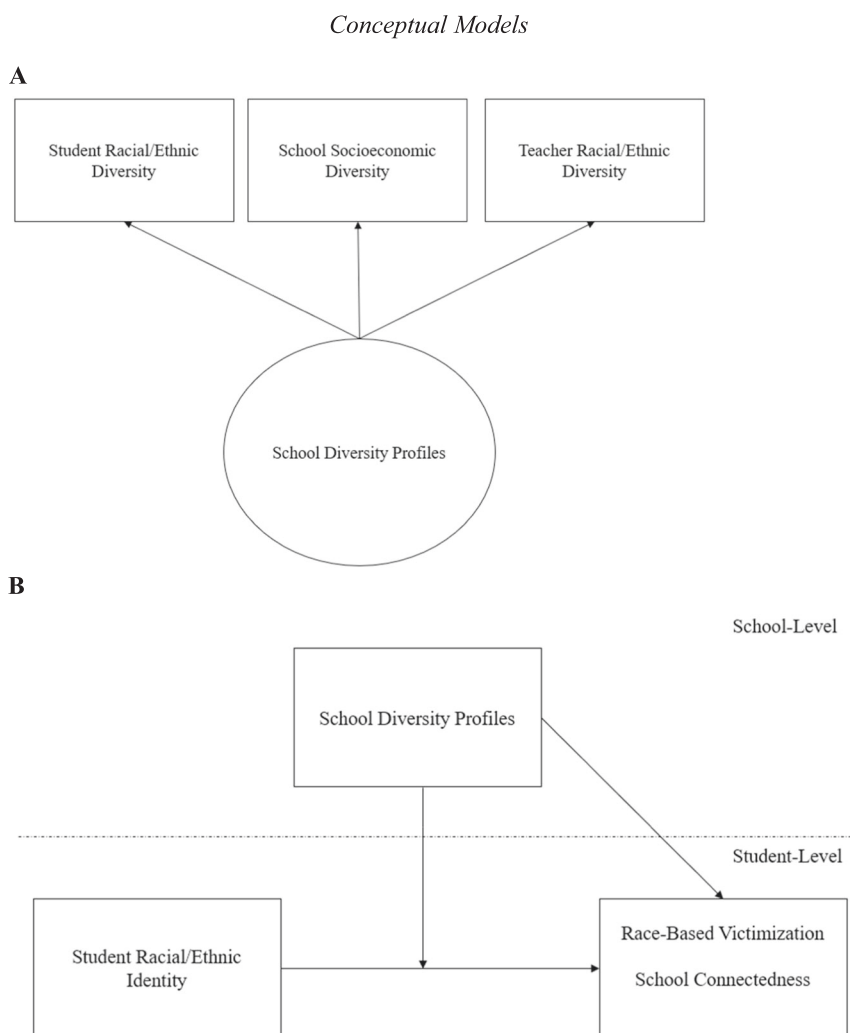 Conceptual Models
A
Student Racial/Ethnic
Diversity
School Socioeconomic
Diversity
Teacher Racial/Ethnic
Diversity
School Diversity Profiles
B
School-Level
School Diversity Profiles
Student-Level
Student Racial/Ethnic
Identity
Race-Based Victimization
School Connectedness